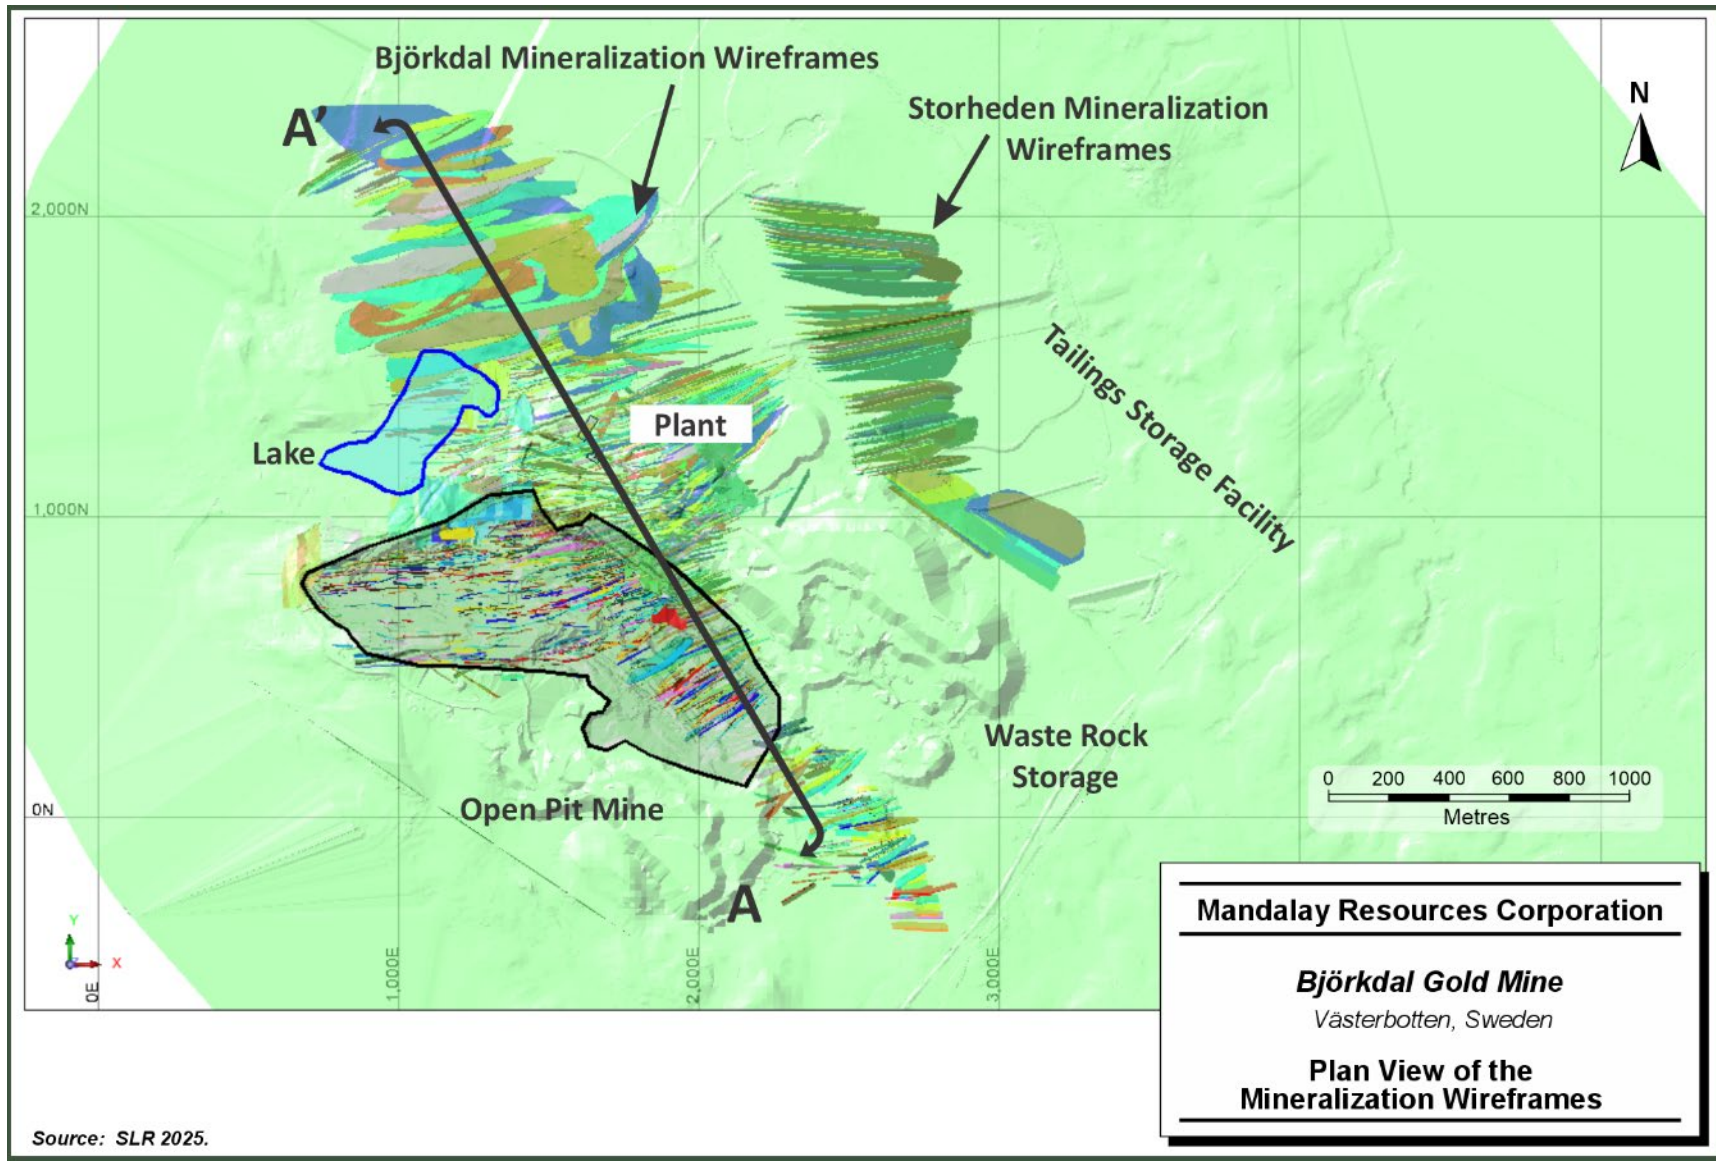 Björkdal Mineralization Wireframes
A’
Storheden Mineralization
Wireframes
N
2,000N
Tailings Storage Facility
Plant
Lake
1,000N
Waste Rock
Storage
0 200 400 600 800 1000
Metres
Open Pit Mine
0N
A
Y
X
0E
1,000E
2,000E
3,000E
Mandalay Resources Corporation
Björkdal Gold Mine
Västerbotten, Sweden
Plan View of the
Mineralization Wireframes
Source: SLR 2025.